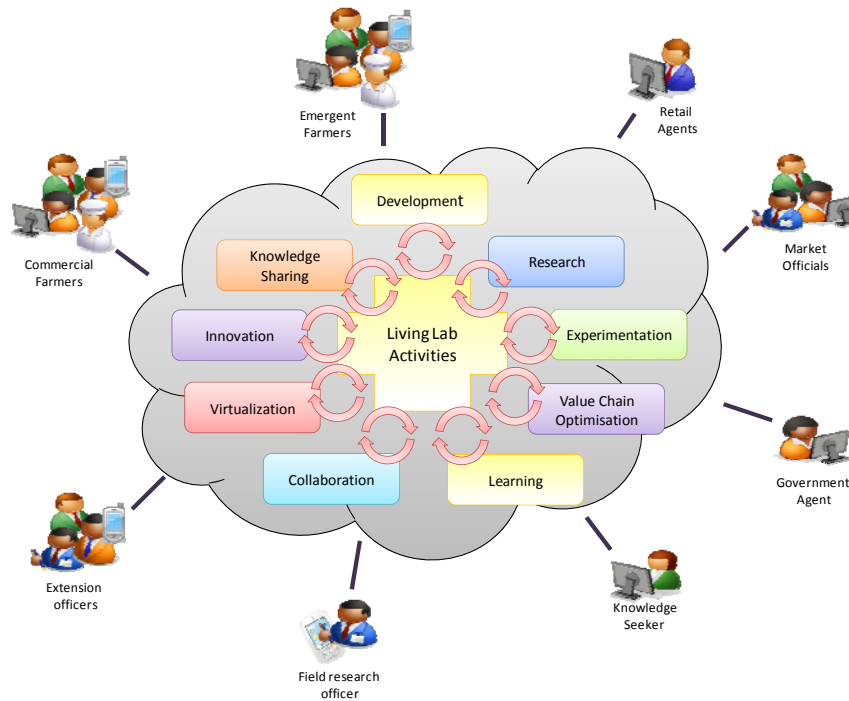 Emergent
Farmers
Retail
Agents
Commercial
Farmers
Market
Officials
Development
Knowledge
Sharing
Research
Innovation
Living Lab
Activities
Experimentation
Virtualization
Value Chain
Optimisation
Collaboration
Learning
Government
Agent
Extension
officers
Knowledge
Seeker
Field research
officer